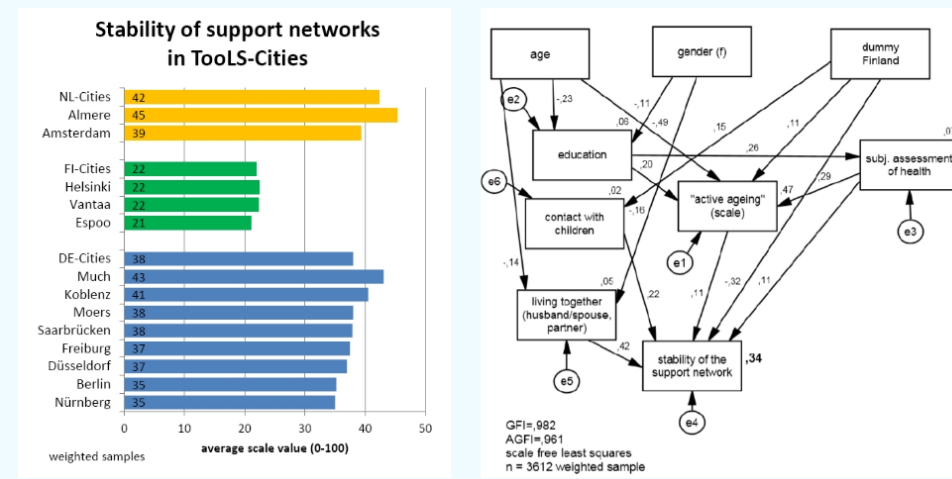 Stability of support networks
in TooLS-Cities
NL-Cities 42
Almere 45
Amsterdam 39
FI-Cities 22
Helsinki 22
Vantaa 22
Espoo 21
DE-Cities 38
Much 43
Koblenz 41
Moers 38
Saarbrücken 38
Freiburg 37
Düsseldorf 37
Berlin 35
Nürnberg 35
0 10 20 30 40 50
average scale value (0-100)
weighted samples
age
gender (f)
dummy
Finland
e2
-,23
-,11
,06
-,49
,15
,11
education
,26
subj. assessment
of health
,20
e6
,02
-,16
,47
,29
contact with
children
"active ageing"
(scale)
e3
e1
-,14
,05
,22
,11
-,32
,11
living together
(husband/spouse,
partner)
,42
stability of the
support network
,34
e5
e4
GFI=,982
AGFI=,961
scale free least squares
n = 3612 weighted sample